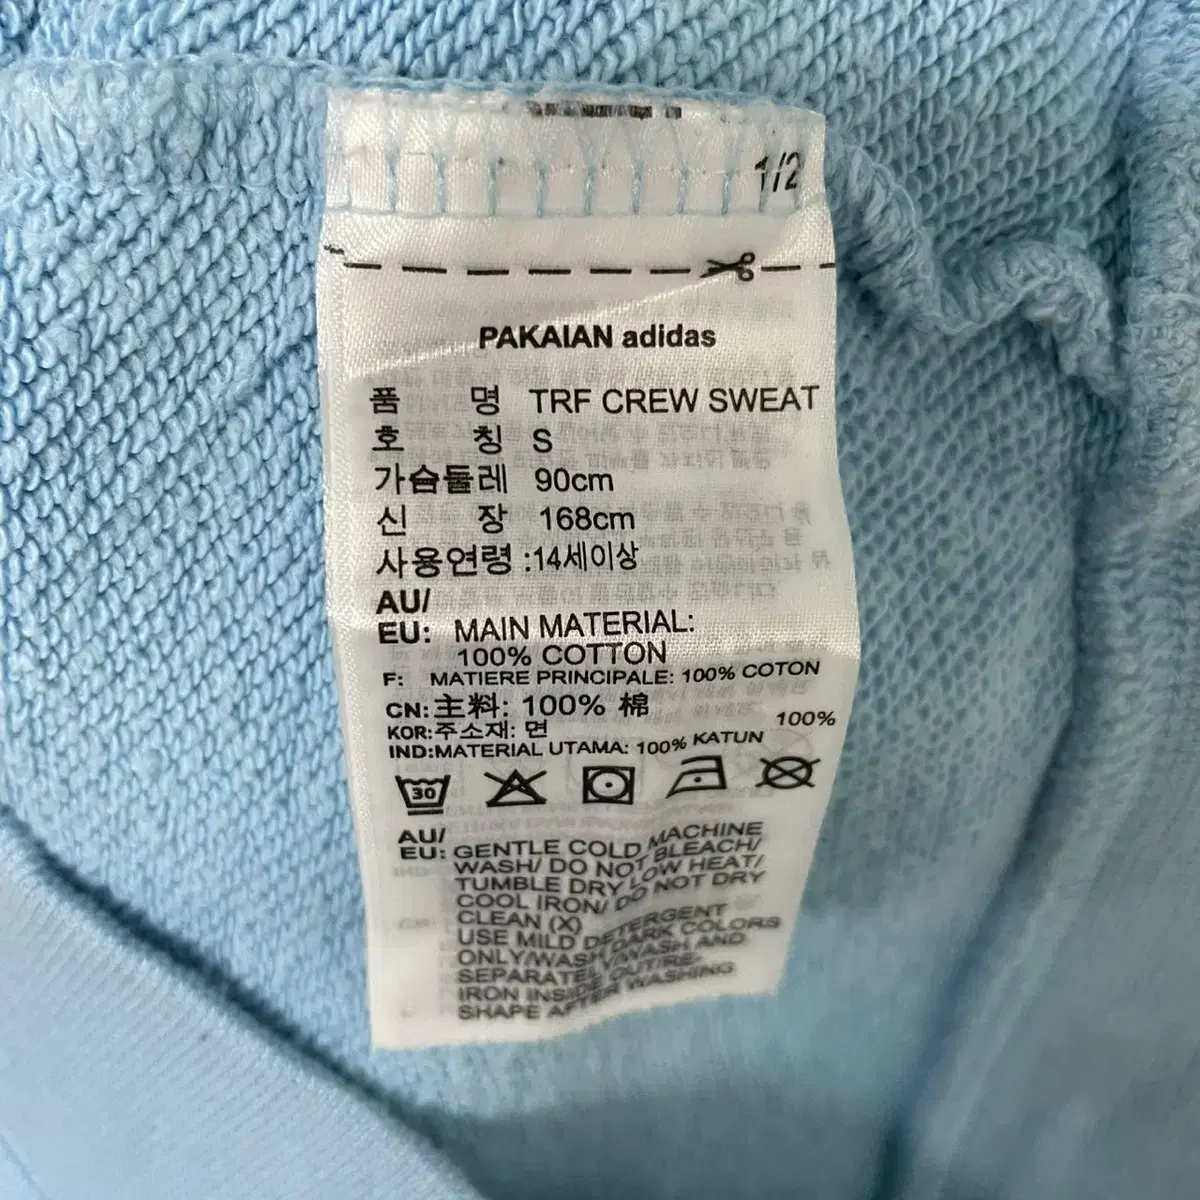 1/2
PAKAIAN adidas
품 명 TRF CREW SWEAT
호 칭 S
가슴둘레 90cm
신 장 168cm
사용연령 :14세이상
AU/
EU: MAIN MATERIAL:
100% COTTON
F: MATIERE PRINCIPALE: 100% COTON
CN:主料: 100% 棉
KOR:주소재: 면 100%
IND:MATERIAL UTAMA: 100% KATUN
30
AU/
EU: GENTLE COLD MACHINE
WASH/ DO NOT BLEACH/
TUMBLE DRY LOW HEAT/
COOL IRON/ DO NOT DRY
CLEAN (X)
USE MILD DETERGENT
ONLY/WASH DARK COLORS
SEPARATELY/WASH AND
IRON INSIDE OUT/RE-
SHAPE AFTER WASHING